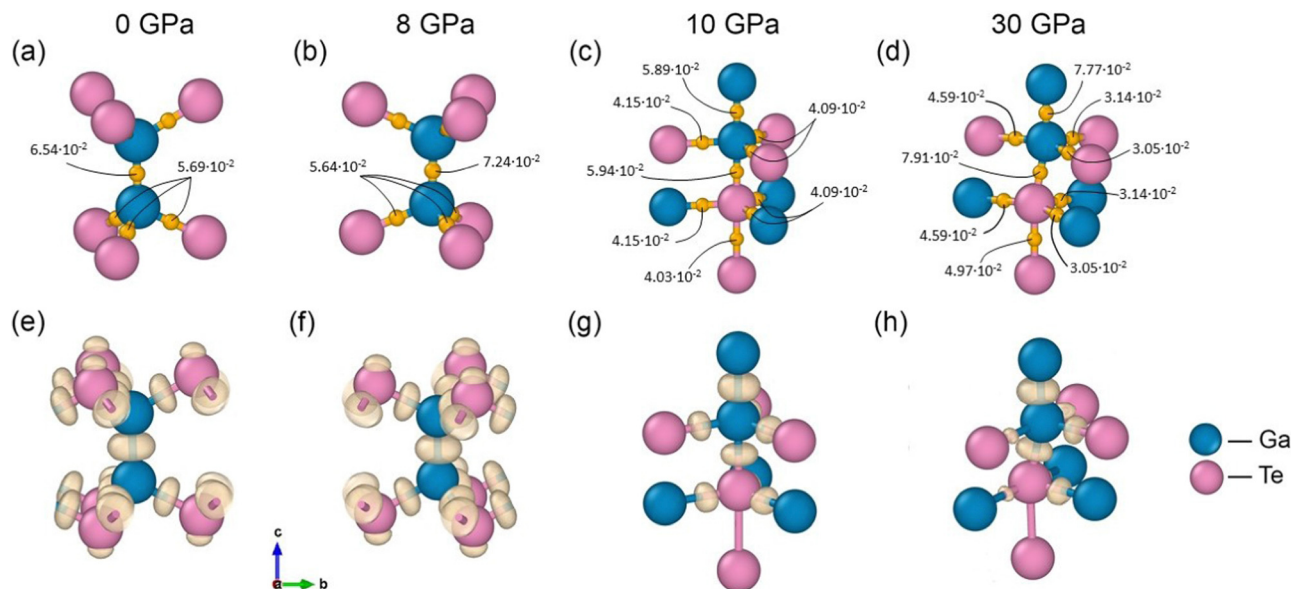 0 GPa
8 GPa
10 GPa
30 GPa
(a)
(b)
(c)
(d)
6.54·10⁻²
5.69·10⁻²
5.64·10⁻²
7.24·10⁻²
5.89·10⁻²
4.15·10⁻²
4.09·10⁻²
5.94·10⁻²
4.09·10⁻²
4.15·10⁻²
4.03·10⁻²
7.77·10⁻²
4.59·10⁻²
3.14·10⁻²
3.05·10⁻²
7.91·10⁻²
3.14·10⁻²
4.59·10⁻²
3.05·10⁻²
4.97·10⁻²
(e)
(f)
(g)
(h)
— Ga
— Te
c
a
b